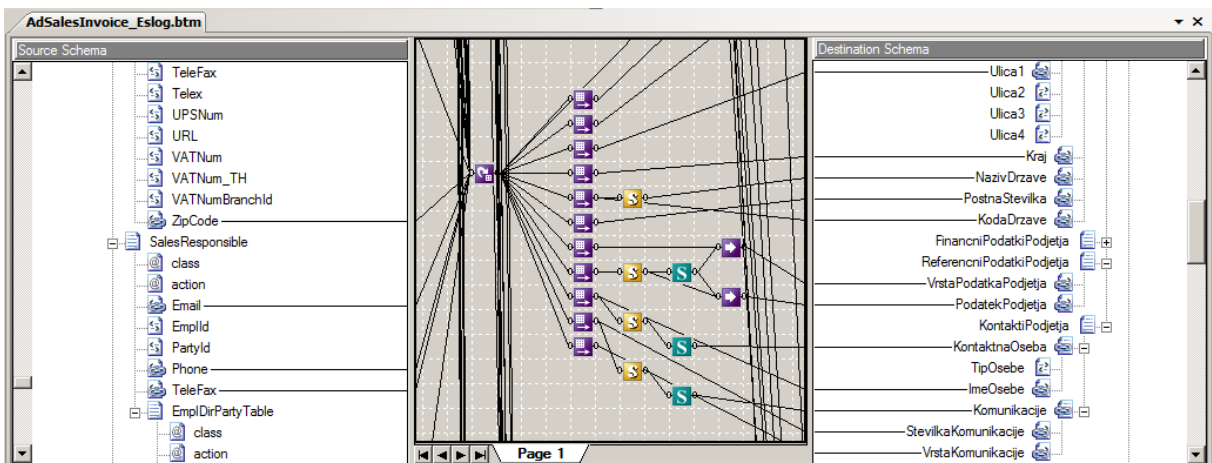 AdSalesInvoice_Eslog.btm
Source Schema
TeleFax
Telex
UPSNum
URL
VATNum
VATNum_TH
VATNumBranchId
ZipCode
SalesResponsible
class
action
Email
EmplId
PartyId
Phone
TeleFax
EmplDirPartyTable
class
action
S
S
S
Page 1
Destination Schema
Ulica1
Ulica2
Ulica3
Ulica4
Kraj
NazivDrzave
PostnaStevilka
KodaDrzave
FinancniPodatkiPodjetja
ReferencniPodatkiPodjetja
VrstaPodatkaPodjetja
PodatekPodjetja
KontaktiPodjetja
KontaktnaOseba
TipOsebe
ImeOsebe
Komunikacije
StevilkaKomunikacije
VrstaKomunikacije